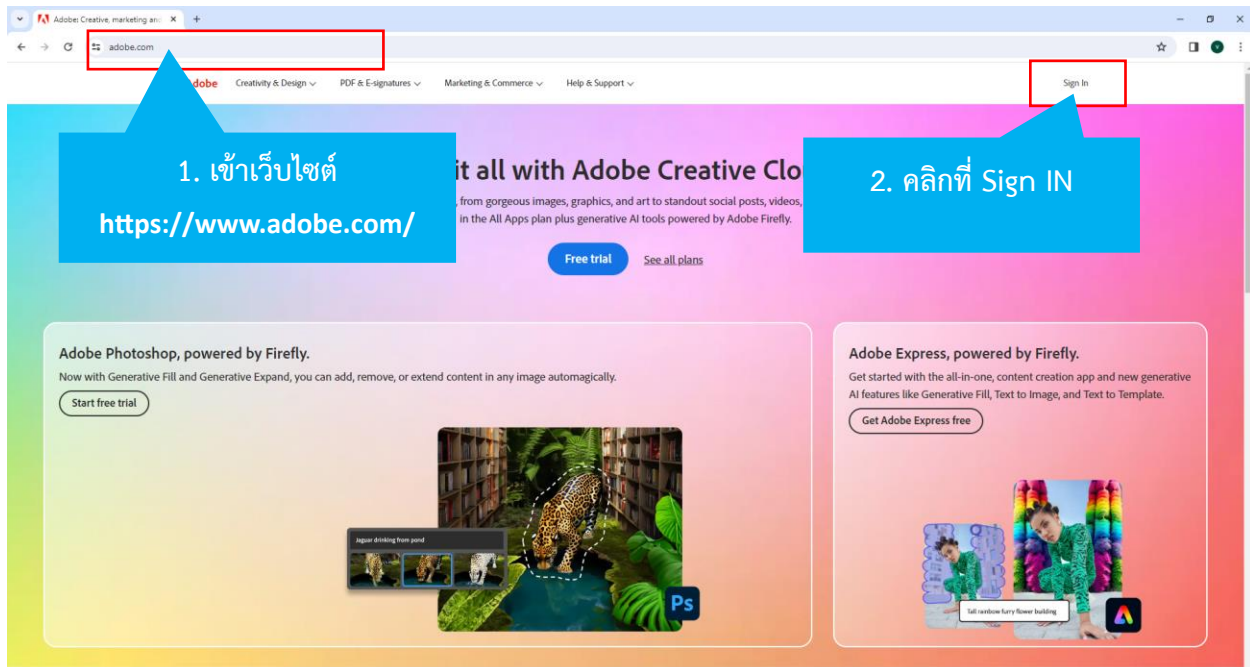 Adobe: Creative, marketing an
adobe.com
dobe
Creativity & Design
PDF & E-signatures
Marketing & Commerce
Help & Support
Sign In
1. เข้าเว็บไซต์
https://www.adobe.com/
2. คลิกที่ Sign IN
it all with Adobe Creative Clo
, from gorgeous images, graphics, and art to standout social posts, videos,
in the All Apps plan plus generative AI tools powered by Adobe Firefly.
Free trial
See all plans
Adobe Photoshop, powered by Firefly.
Now with Generative Fill and Generative Expand, you can add, remove, or extend content in any image automagically.
Start free trial
Jaguar drinking from pond
Ps
Adobe Express, powered by Firefly.
Get started with the all-in-one, content creation app and new generative
AI features like Generative Fill, Text to Image, and Text to Template.
Get Adobe Express free
Tall rainbow furry flower building